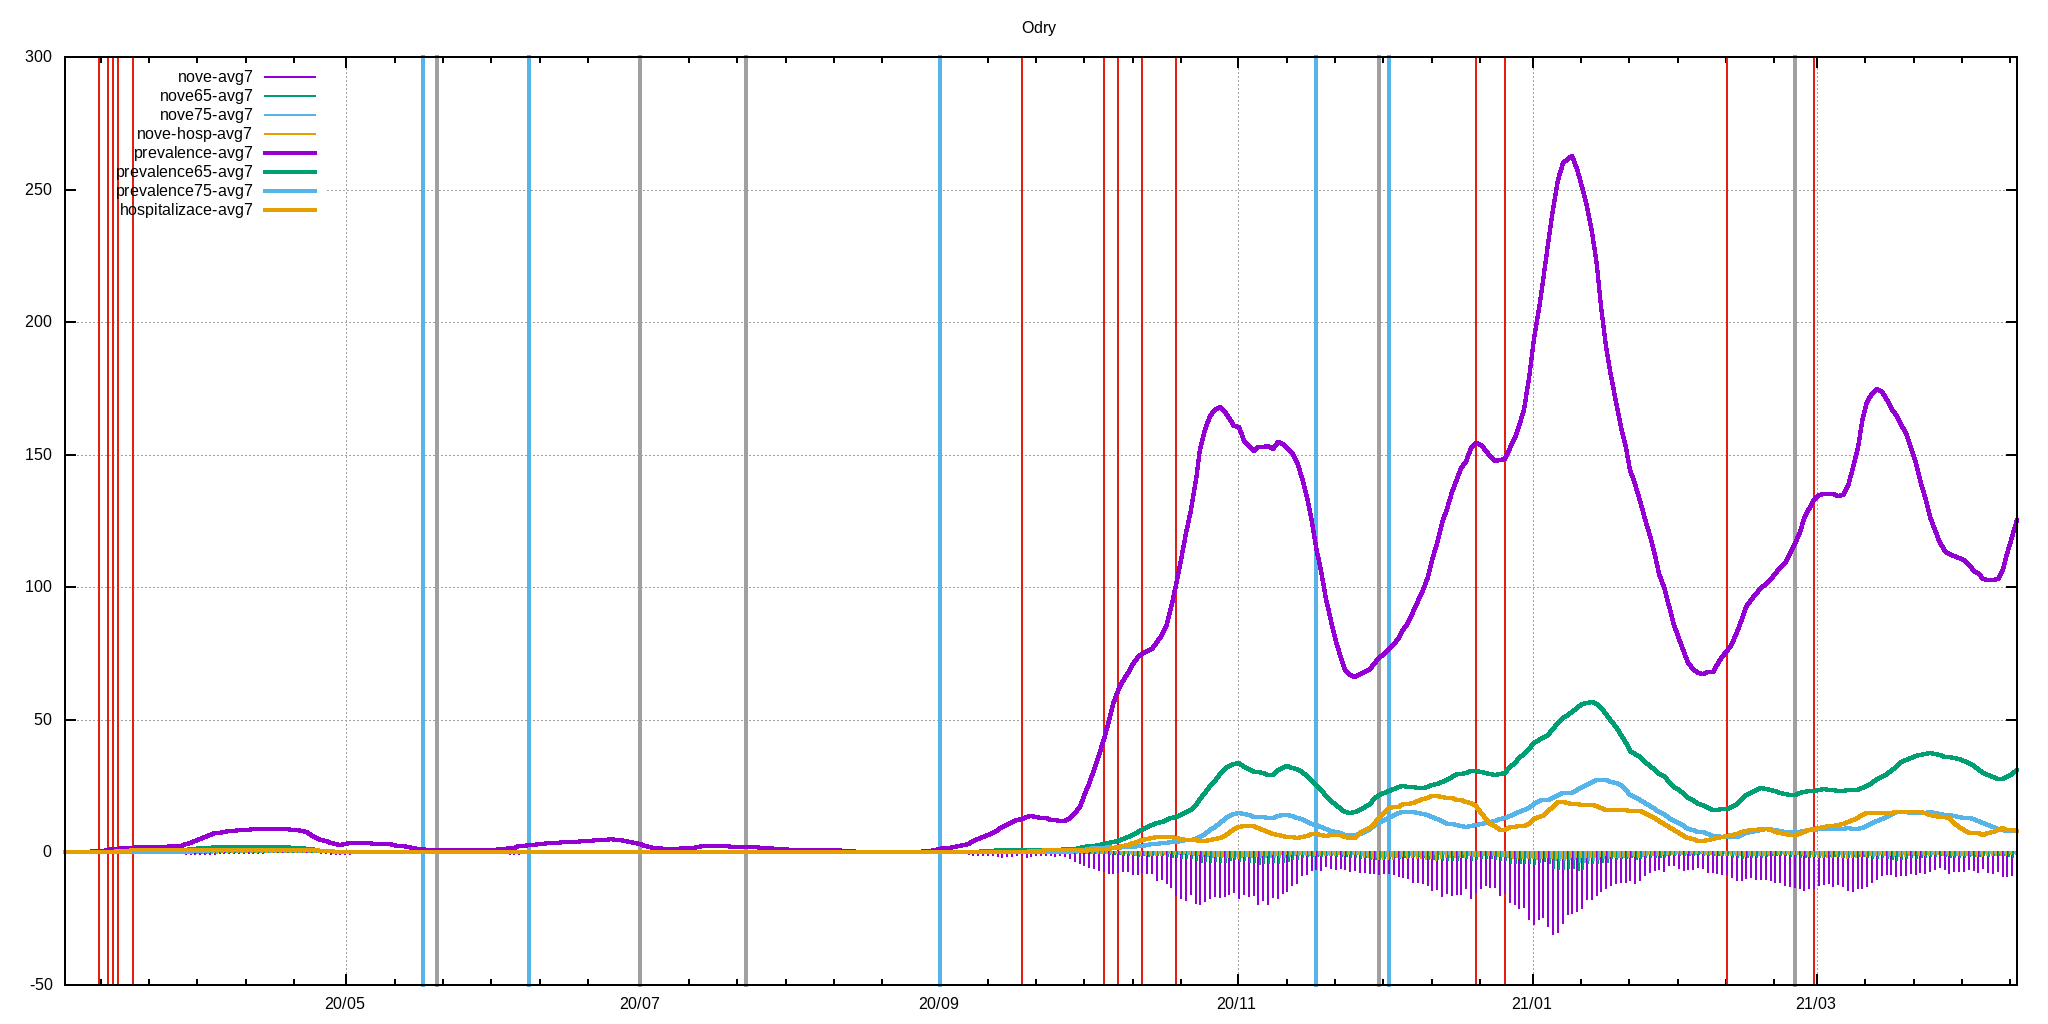 Odry
300
250
200
150
100
50
0
-50
nove-avg7
nove65-avg7
nove75-avg7
nove-hosp-avg7
prevalence-avg7
prevalence65-avg7
prevalence75-avg7
hospitalizace-avg7
20/05 20/07 20/09 20/11 21/01 21/03